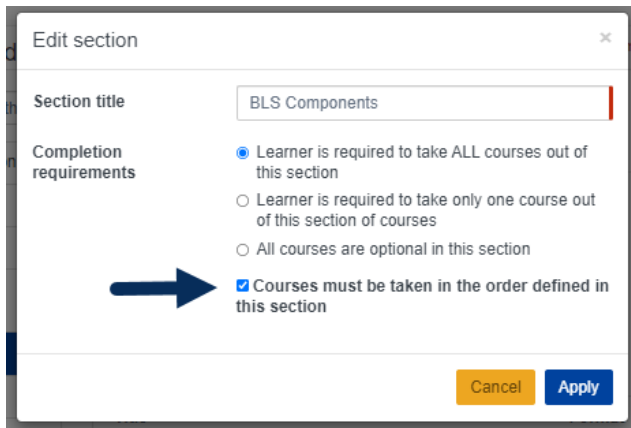 Edit section
×
Section title
BLS Components
Completion
requirements
Learner is required to take ALL courses out of
this section
Learner is required to take only one course out
of this section of courses
All courses are optional in this section
Courses must be taken in the order defined in
this section
Cancel
Apply